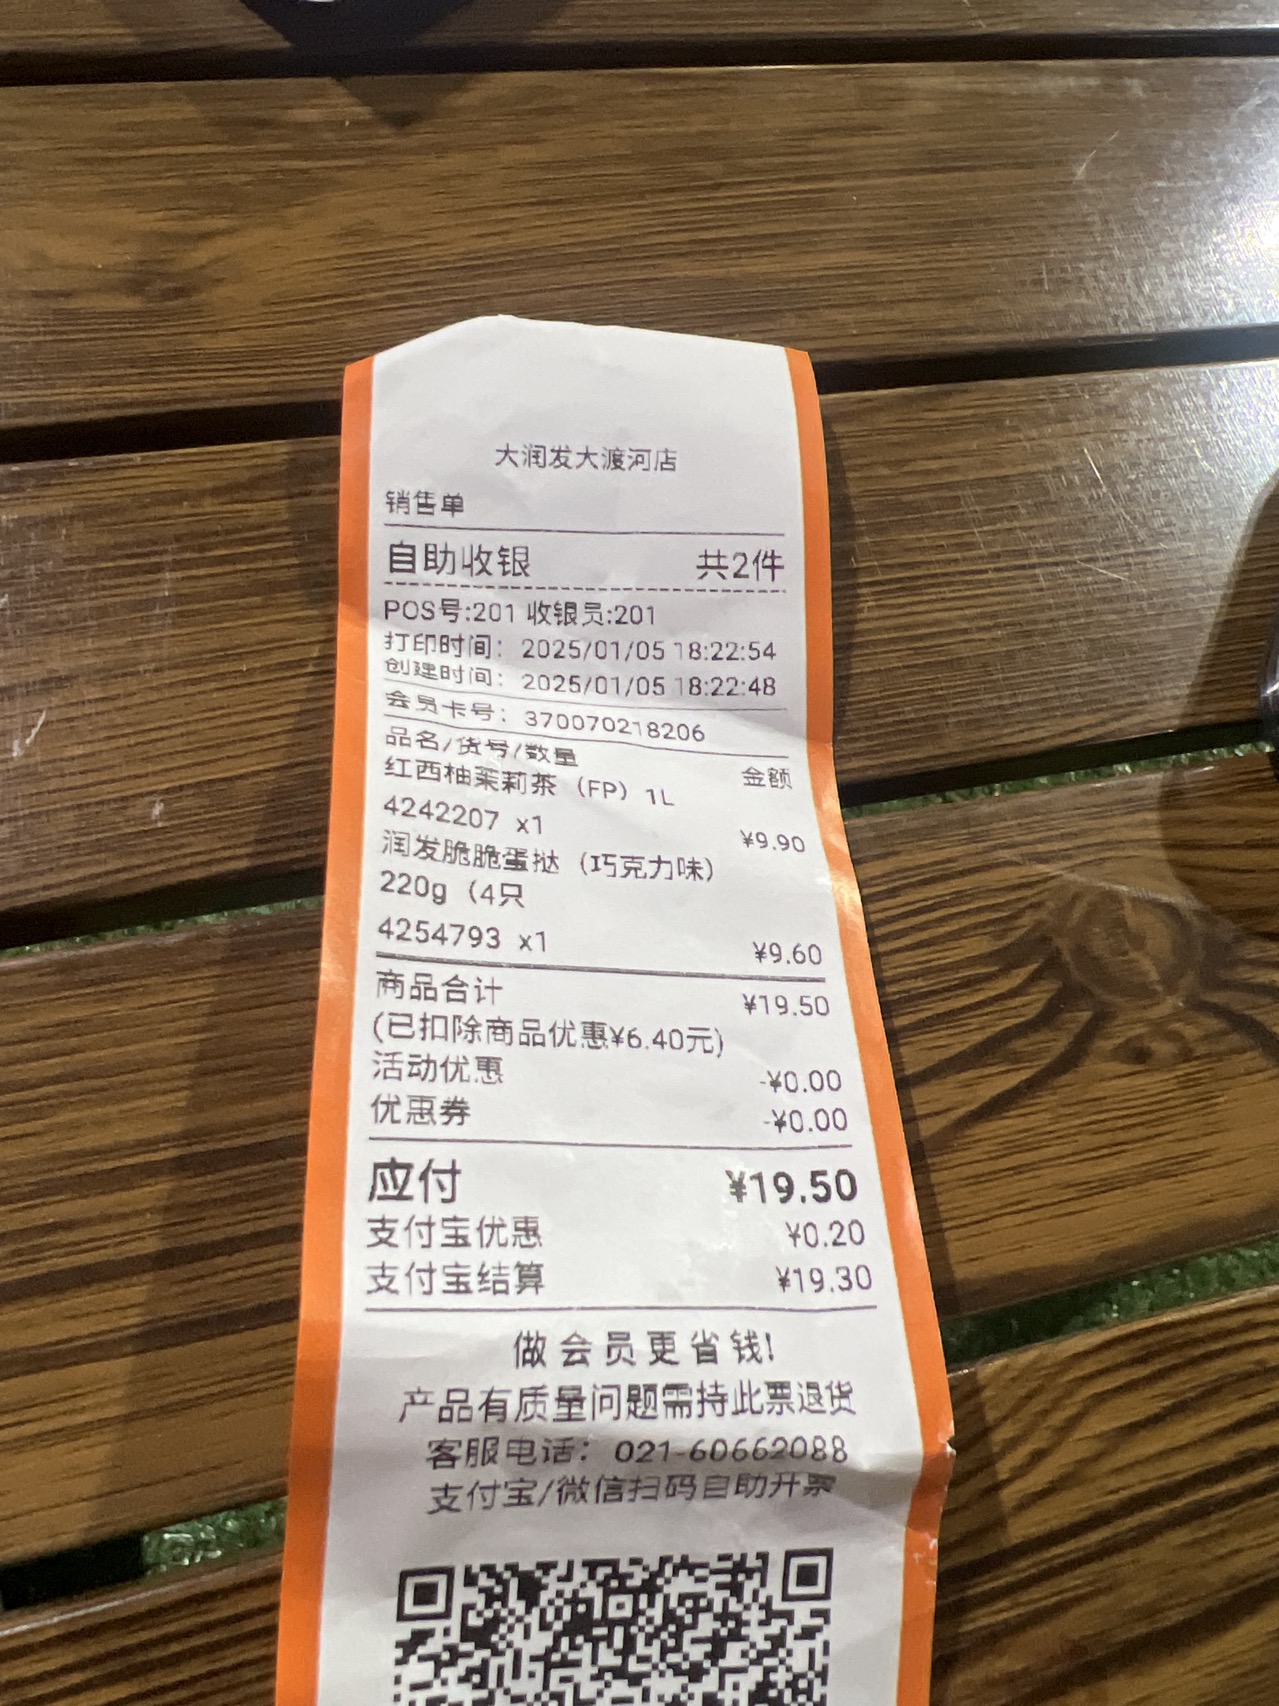 大润发大渡河店
销售单
自助收银 共2件
POS号:201 收银员:201
打印时间： 2025/01/05 18:22:54
创建时间： 2025/01/05 18:22:48
会员卡号： 370070218206
品名/货号/数量 金额
红西柚茉莉茶（FP）1L
4242207 x1 ¥9.90
润发脆脆蛋挞（巧克力味）
220g（4只
4254793 x1 ¥9.60
商品合计 ¥19.50
(已扣除商品优惠¥6.40元)
活动优惠 -¥0.00
优惠券 -¥0.00
应付 ¥19.50
支付宝优惠 ¥0.20
支付宝结算 ¥19.30
做会员更省钱!
产品有质量问题需持此票退货
客服电话： 021-60662088
支付宝/微信扫码自助开票